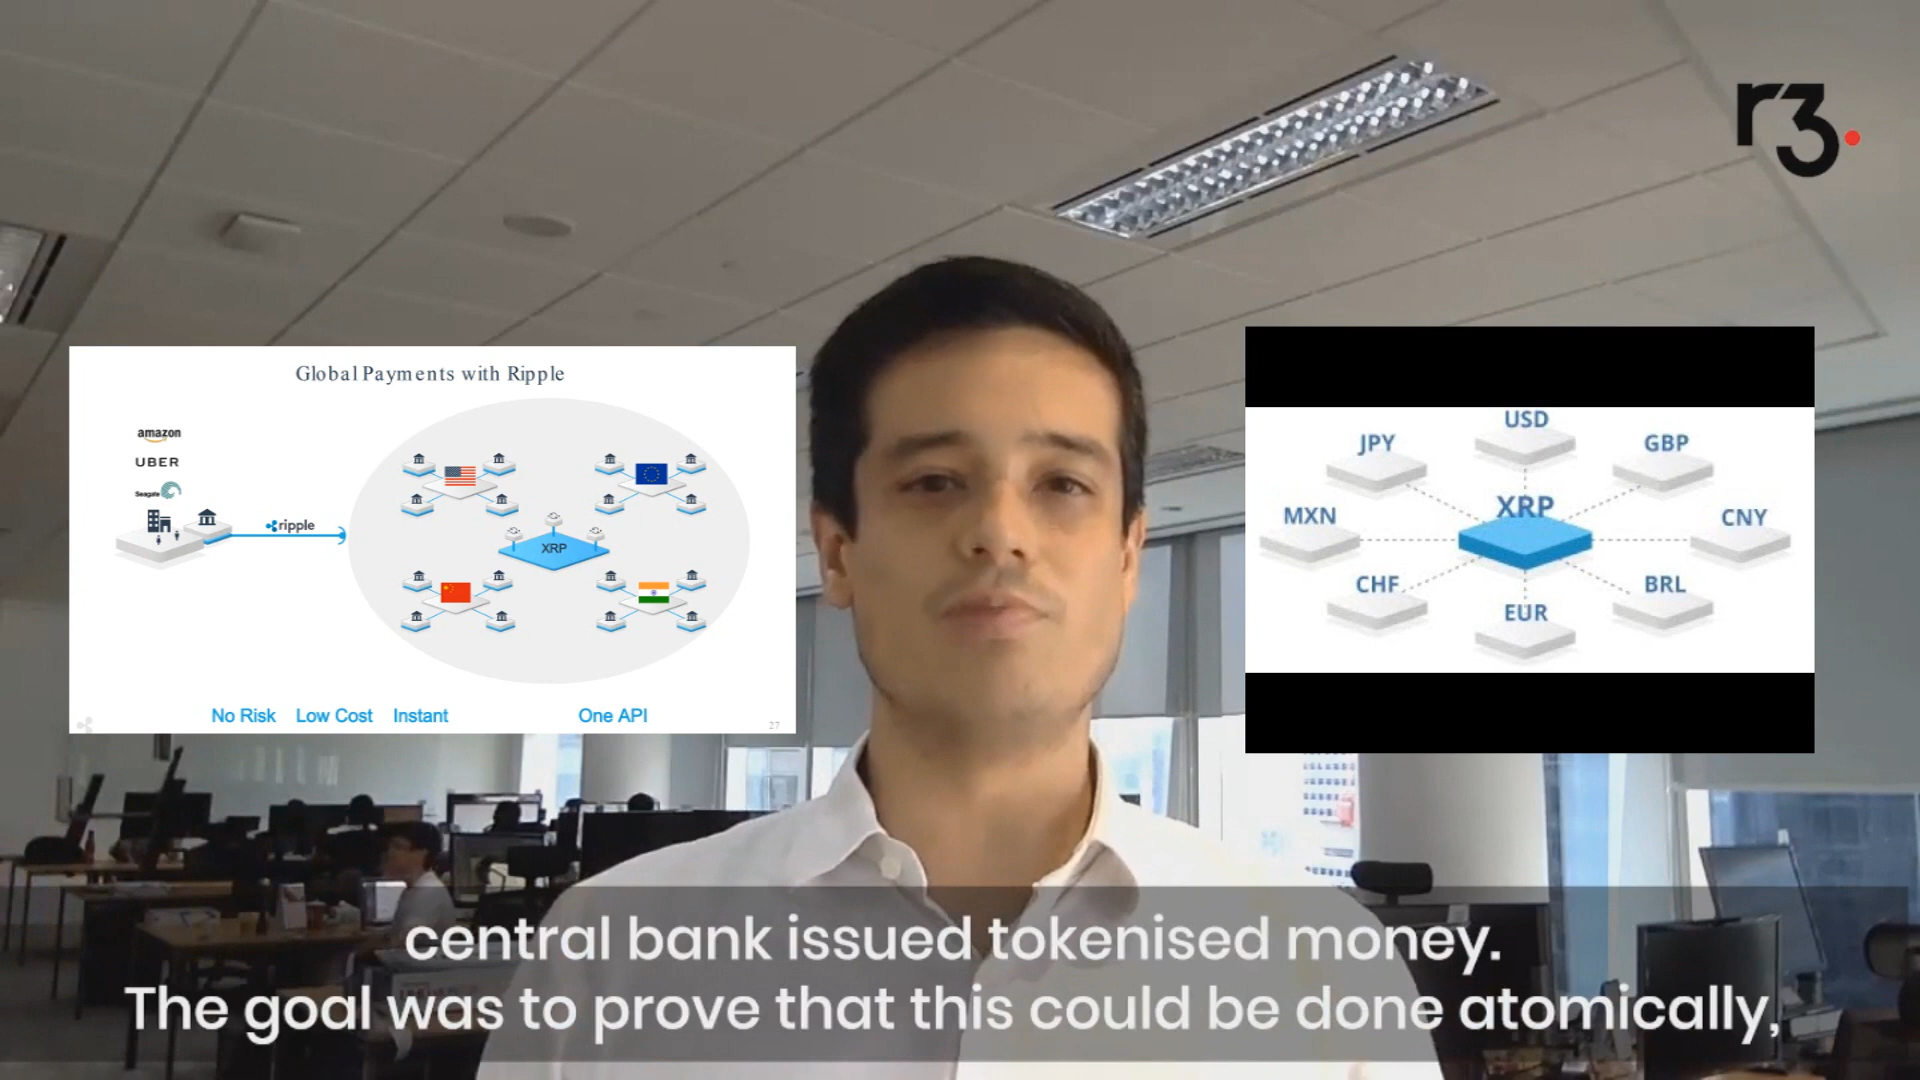 r3.
Global Payments with Ripple
amazon
UBER
Seagate
ripple
XRP
No Risk Low Cost Instant One API
27
USD
JPY
GBP
XRP
MXN
CNY
CHF
BRL
EUR
central bank issued tokenised money.
The goal was to prove that this could be done atomically,